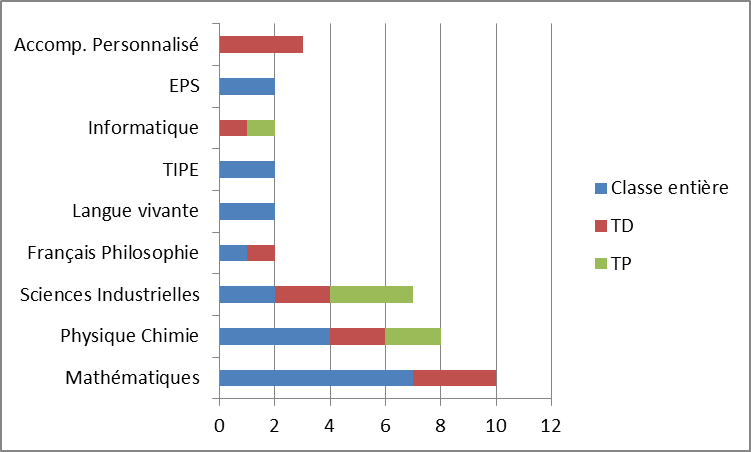 Accomp. Personnalisé
EPS
Informatique
TIPE
Langue vivante
Français Philosophie
Sciences Industrielles
Physique Chimie
Mathématiques
0 2 4 6 8 10 12
Classe entière
TD
TP